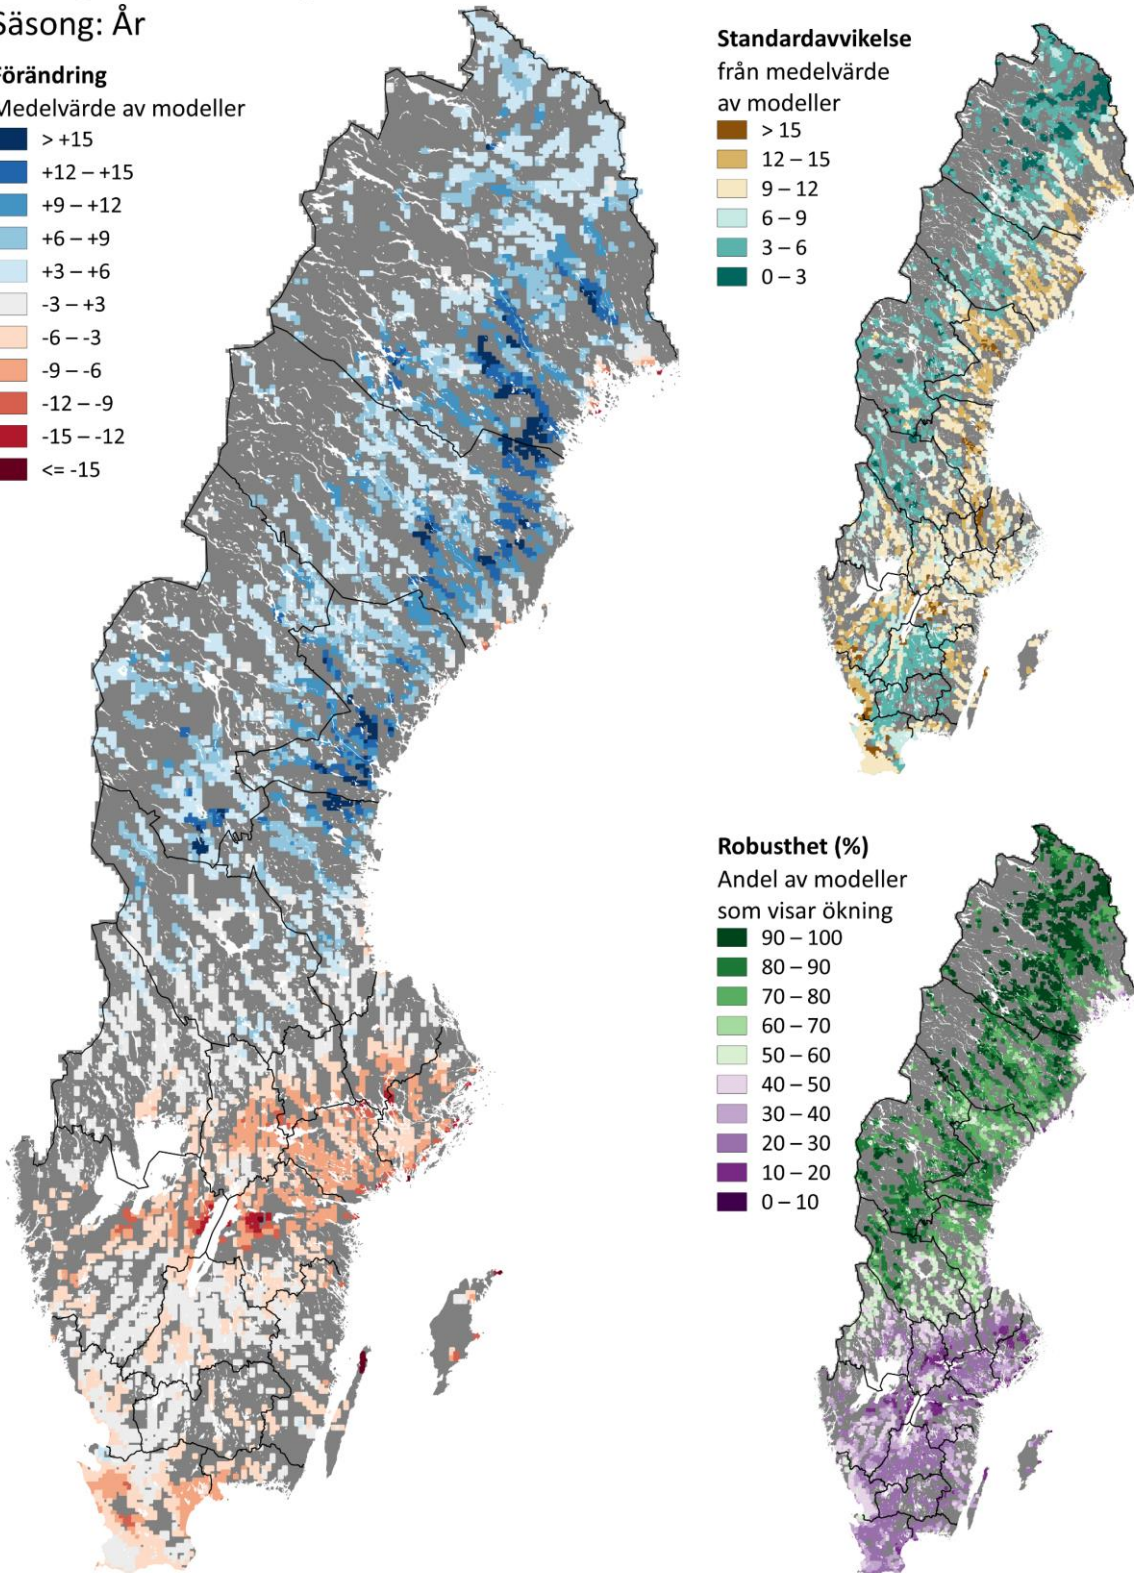 Säsong: År
Förändring
Medelvärde av modeller
> +15
+12 – +15
+9 – +12
+6 – +9
+3 – +6
-3 – +3
-6 – -3
-9 – -6
-12 – -9
-15 – -12
<= -15
Standardavvikelse
från medelvärde
av modeller
> 15
12 – 15
9 – 12
6 – 9
3 – 6
0 – 3
Robusthet (%)
Andel av modeller
som visar ökning
90 – 100
80 – 90
70 – 80
60 – 70
50 – 60
40 – 50
30 – 40
20 – 30
10 – 20
0 – 10